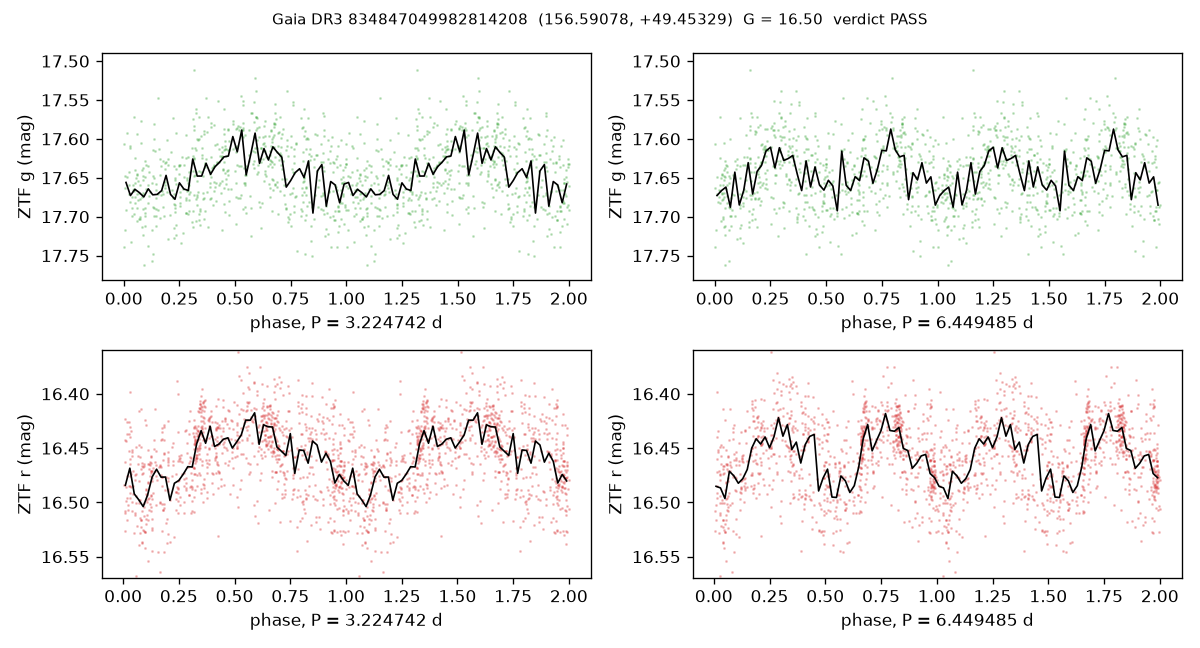 Gaia DR3 834847049982814208 (156.59078, +49.45329) G = 16.50 verdict PASS
ZTF g (mag)
17.50
17.55
17.60
17.65
17.70
17.75
0.00 0.25 0.50 0.75 1.00 1.25 1.50 1.75 2.00
phase, P = 3.224742 d
ZTF g (mag)
17.50
17.55
17.60
17.65
17.70
17.75
0.00 0.25 0.50 0.75 1.00 1.25 1.50 1.75 2.00
phase, P = 6.449485 d
ZTF r (mag)
16.40
16.45
16.50
16.55
0.00 0.25 0.50 0.75 1.00 1.25 1.50 1.75 2.00
phase, P = 3.224742 d
ZTF r (mag)
16.40
16.45
16.50
16.55
0.00 0.25 0.50 0.75 1.00 1.25 1.50 1.75 2.00
phase, P = 6.449485 d